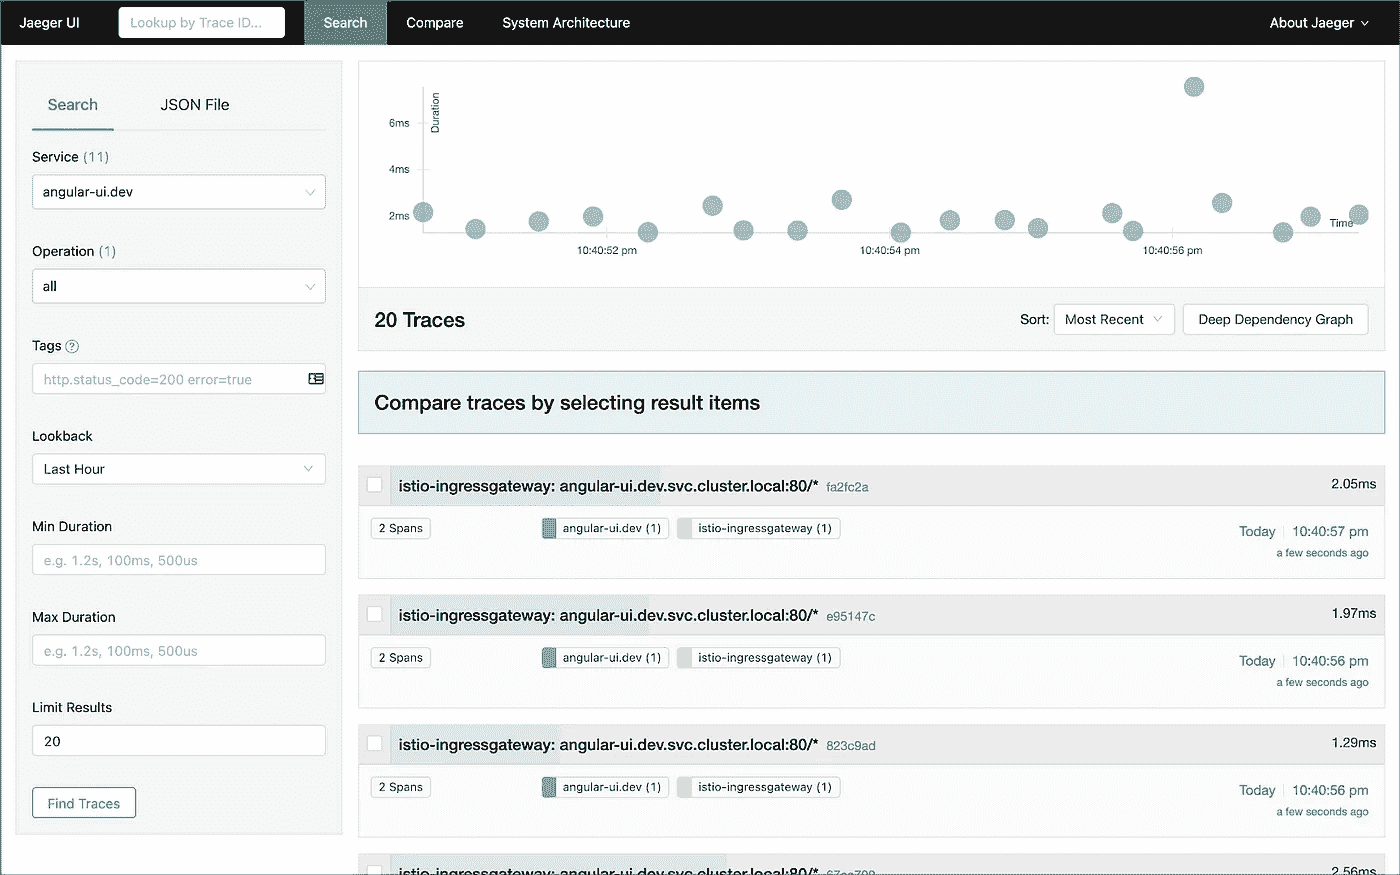 Jaeger UI
Lookup by Trace ID...
Search
Compare
System Architecture
About Jaeger
Search
JSON File
Service (11)
angular-ui.dev
Operation (1)
all
Tags ?
http.status_code=200 error=true
Lookback
Last Hour
Min Duration
e.g. 1.2s, 100ms, 500us
Max Duration
e.g. 1.2s, 100ms, 500us
Limit Results
20
Find Traces
Duration
6ms
4ms
2ms
Time
10:40:52 pm
10:40:54 pm
10:40:56 pm
20 Traces
Sort: Most Recent
Deep Dependency Graph
Compare traces by selecting result items
istio-ingressgateway: angular-ui.dev.svc.cluster.local:80/* fa2fc2a
2.05ms
2 Spans
angular-ui.dev (1)
istio-ingressgateway (1)
Today 10:40:57 pm
a few seconds ago
istio-ingressgateway: angular-ui.dev.svc.cluster.local:80/* e95147c
1.97ms
2 Spans
angular-ui.dev (1)
istio-ingressgateway (1)
Today 10:40:56 pm
a few seconds ago
istio-ingressgateway: angular-ui.dev.svc.cluster.local:80/* 823c9ad
1.29ms
2 Spans
angular-ui.dev (1)
istio-ingressgateway (1)
Today 10:40:56 pm
a few seconds ago
istio-ingressgateway: angular-ui.dev.svc.cluster.local:80/*
2.56ms